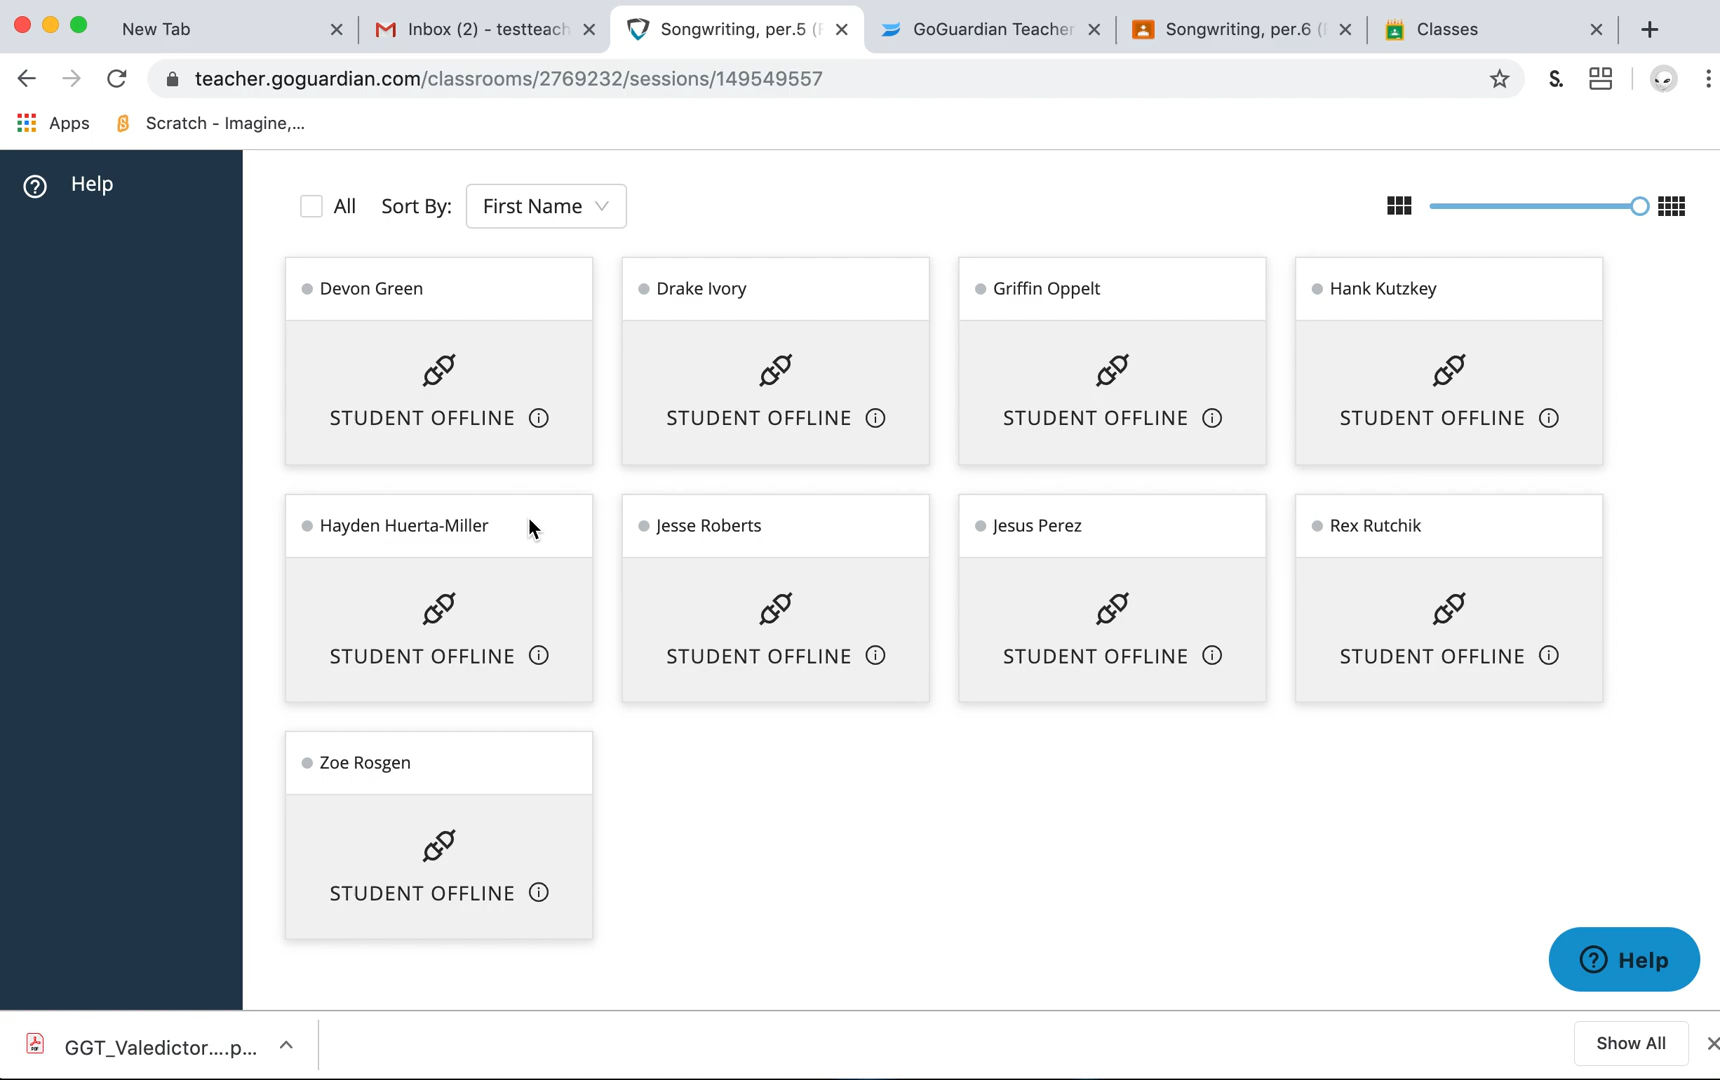 New Tab
Inbox (2) - testteach
Songwriting, per.5 (F
GoGuardian Teacher
Songwriting, per.6 (
Classes
teacher.goguardian.com/classrooms/2769232/sessions/149549557
S.
Apps
Scratch - Imagine,...
Help
All
Sort By:
First Name
Devon Green
Drake Ivory
Griffin Oppelt
Hank Kutzkey
STUDENT OFFLINE
STUDENT OFFLINE
STUDENT OFFLINE
STUDENT OFFLINE
Hayden Huerta-Miller
Jesse Roberts
Jesus Perez
Rex Rutchik
STUDENT OFFLINE
STUDENT OFFLINE
STUDENT OFFLINE
STUDENT OFFLINE
Zoe Rosgen
STUDENT OFFLINE
Help
GGT_Valedictor....p...
Show All